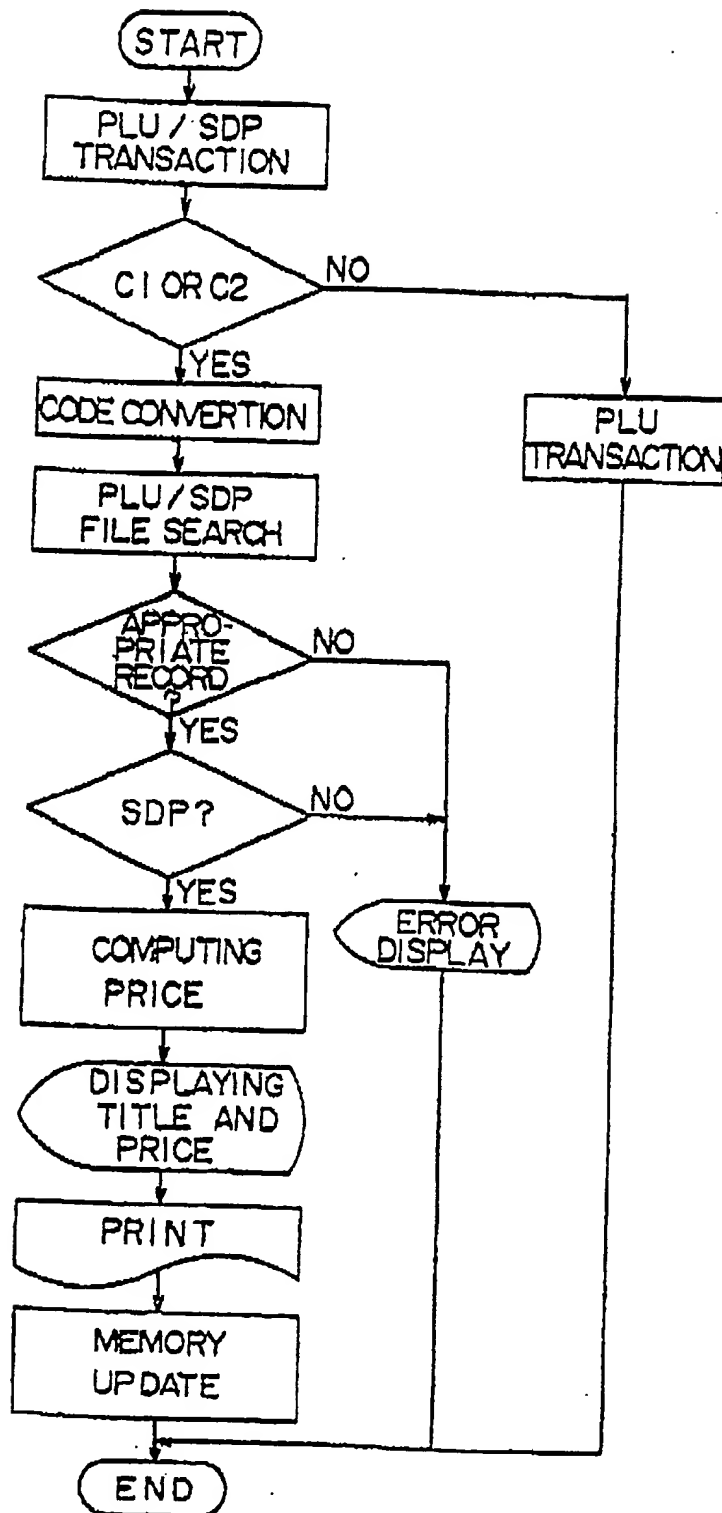 START
PLU / SDP
TRANSACTION
C1 OR C2
NO
YES
CODE CONVERTION
PLU
TRANSACTION
PLU / SDP
FILE SEARCH
APPRO-
PRIATE
RECORD
?
NO
YES
SDP?
NO
YES
COMPUTING
PRICE
ERROR
DISPLAY
DISPLAYING
TITLE AND
PRICE
PRINT
MEMORY
UPDATE
END